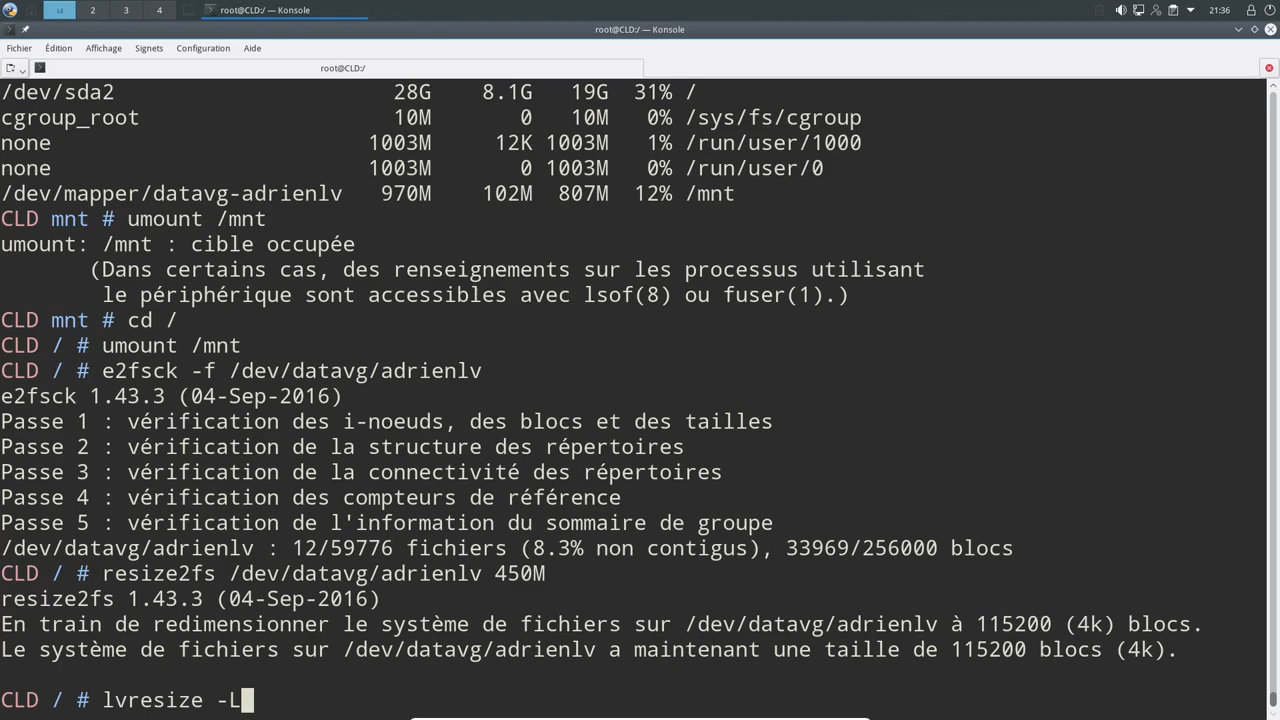 2 3 4 root@CLD:/ — Konsole 21:36
root@CLD:/ — Konsole
Fichier Édition Affichage Signets Configuration Aide
root@CLD:/
/dev/sda2 28G 8.1G 19G 31% /
cgroup_root 10M 0 10M 0% /sys/fs/cgroup
none 1003M 12K 1003M 1% /run/user/1000
none 1003M 0 1003M 0% /run/user/0
/dev/mapper/datavg-adrienlv 970M 102M 807M 12% /mnt
CLD mnt # umount /mnt
umount: /mnt : cible occupée
(Dans certains cas, des renseignements sur les processus utilisant
le périphérique sont accessibles avec lsof(8) ou fuser(1).)
CLD mnt # cd /
CLD / # umount /mnt
CLD / # e2fsck -f /dev/datavg/adrienlv
e2fsck 1.43.3 (04-Sep-2016)
Passe 1 : vérification des i-noeuds, des blocs et des tailles
Passe 2 : vérification de la structure des répertoires
Passe 3 : vérification de la connectivité des répertoires
Passe 4 : vérification des compteurs de référence
Passe 5 : vérification de l'information du sommaire de groupe
/dev/datavg/adrienlv : 12/59776 fichiers (8.3% non contigus), 33969/256000 blocs
CLD / # resize2fs /dev/datavg/adrienlv 450M
resize2fs 1.43.3 (04-Sep-2016)
En train de redimensionner le système de fichiers sur /dev/datavg/adrienlv à 115200 (4k) blocs.
Le système de fichiers sur /dev/datavg/adrienlv a maintenant une taille de 115200 blocs (4k).
CLD / # lvresize -L